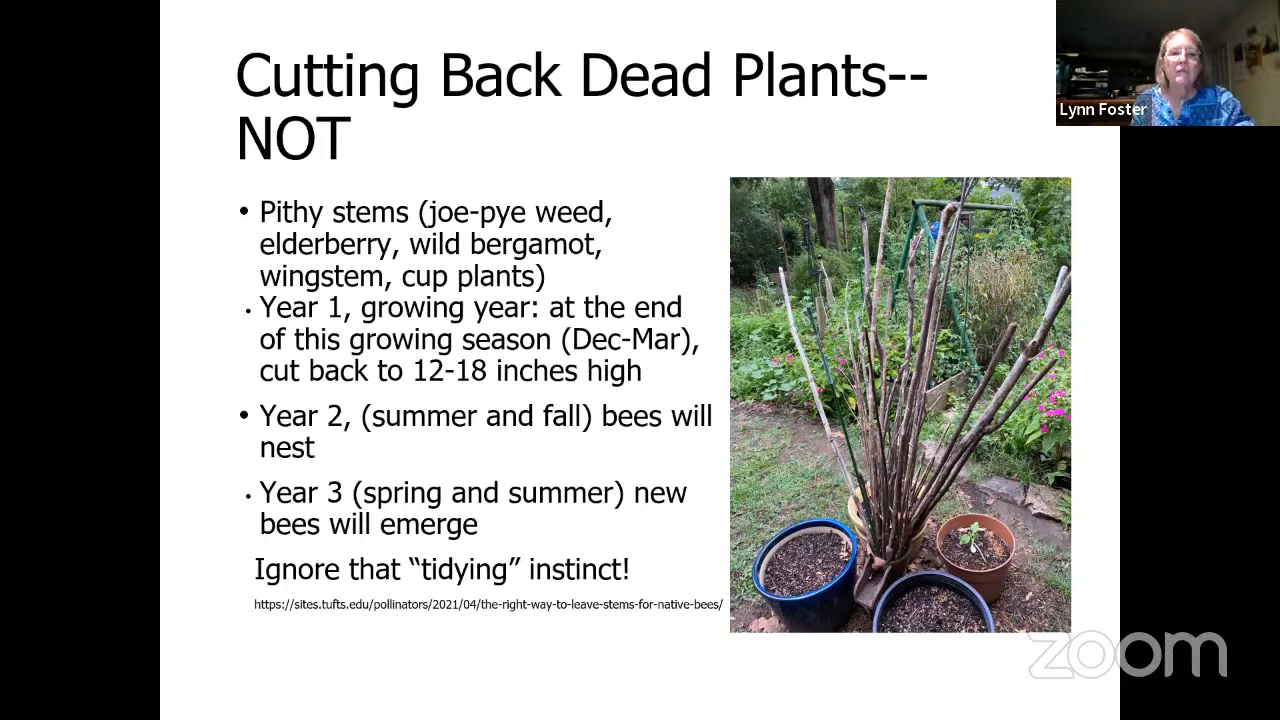 Cutting Back Dead Plants--
NOT
Lynn Foster
• Pithy stems (joe-pye weed,
elderberry, wild bergamot,
wingstem, cup plants)
• Year 1, growing year: at the end
of this growing season (Dec-Mar),
cut back to 12-18 inches high
• Year 2, (summer and fall) bees will
nest
• Year 3 (spring and summer) new
bees will emerge
Ignore that “tidying” instinct!
https://sites.tufts.edu/pollinators/2021/04/the-right-way-to-leave-stems-for-native-bees/
zoom